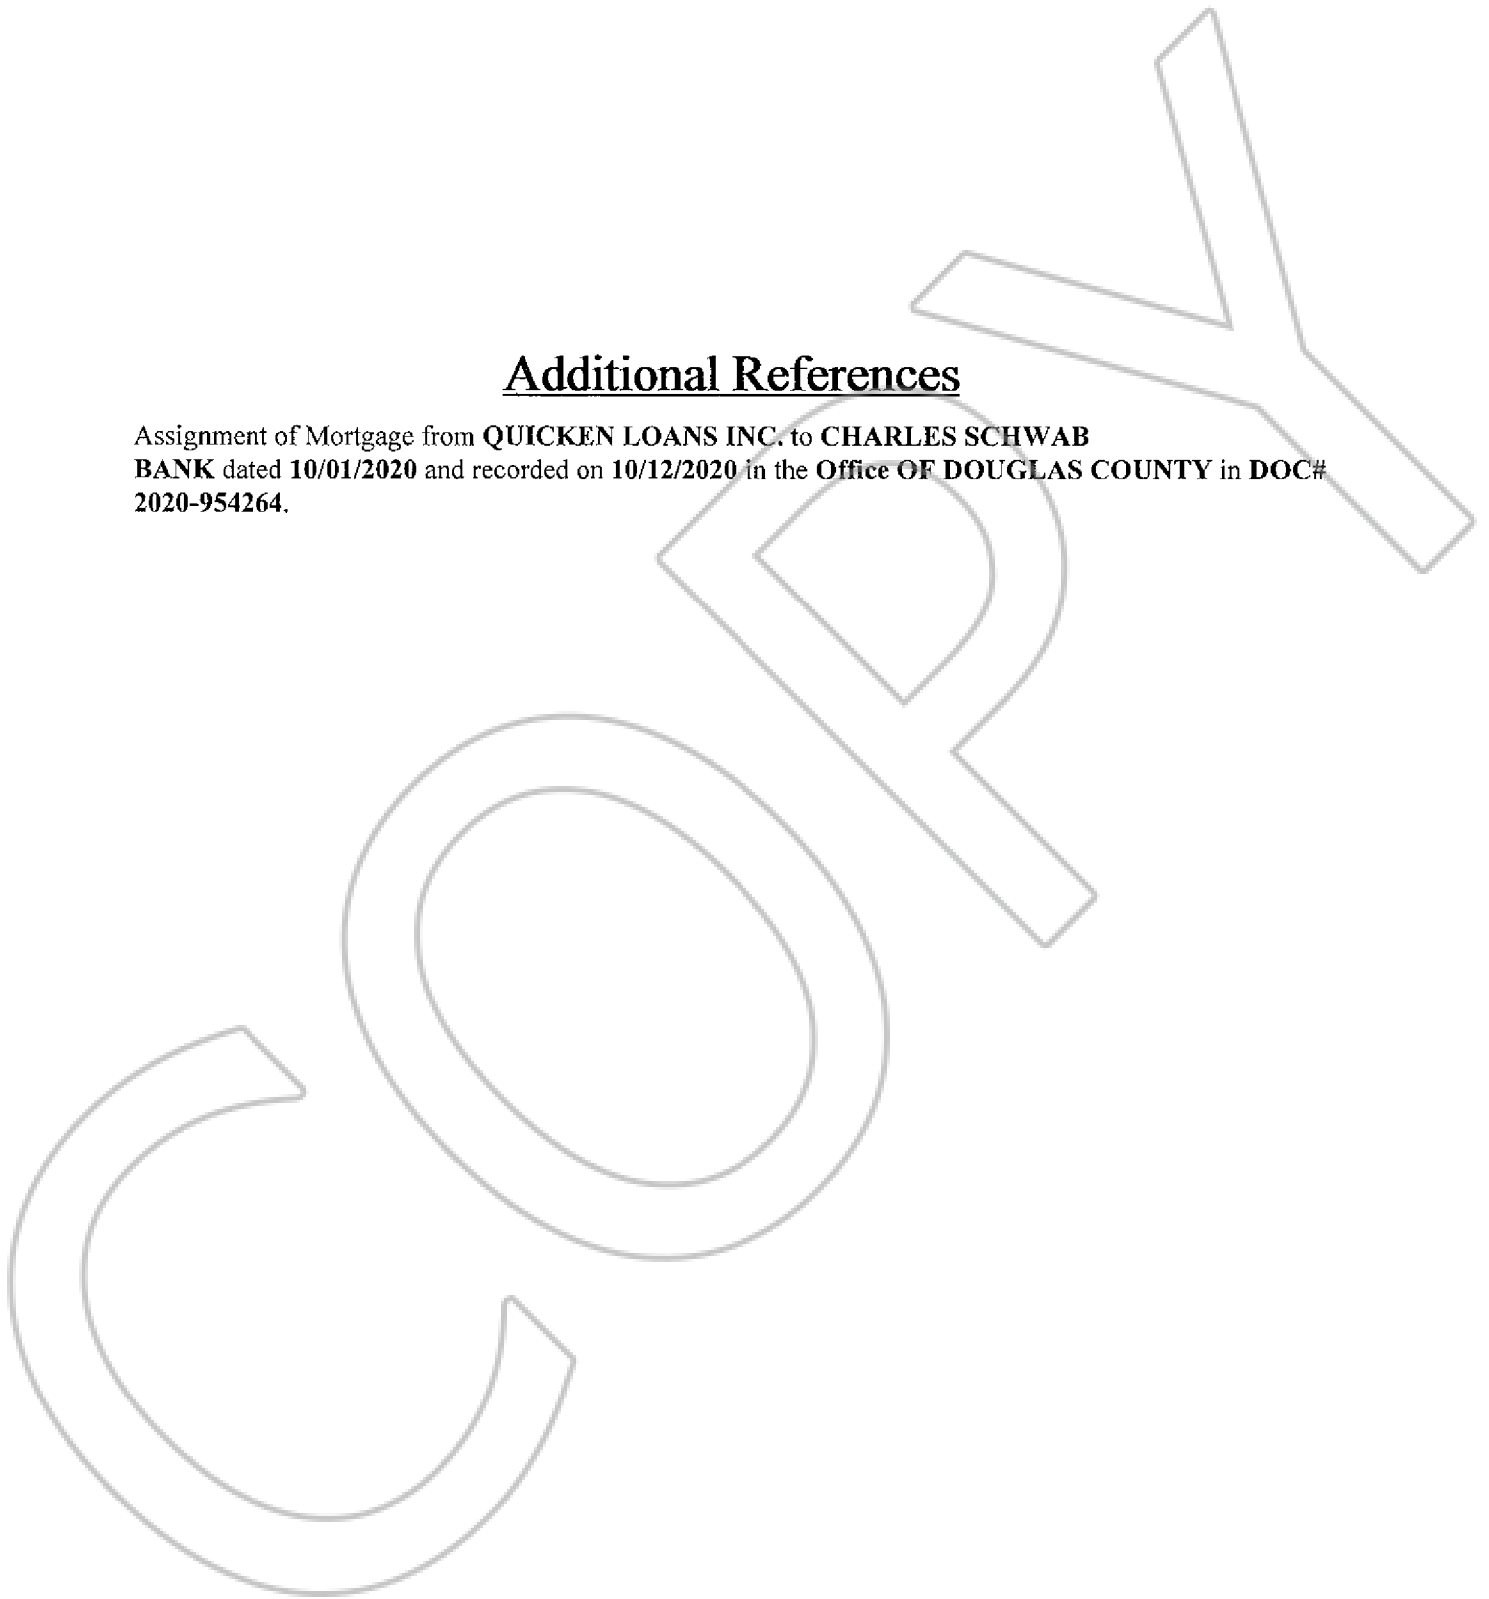 Additional References
Assignment of Mortgage from QUICKEN LOANS INC. to CHARLES SCHWAB
BANK dated 10/01/2020 and recorded on 10/12/2020 in the Office OF DOUGLAS COUNTY in DOC#
2020-954264.
COPY